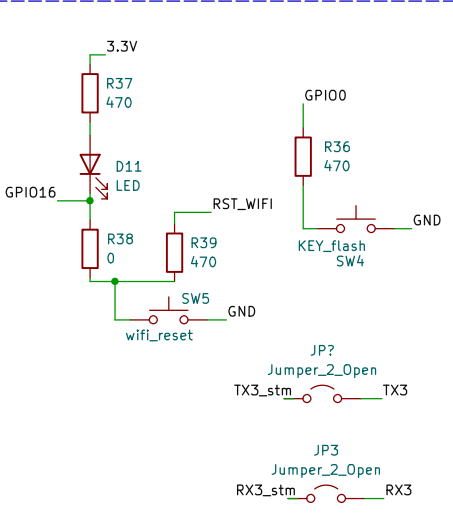 3.3V
R37
470
D11
LED
GPIO16
R38
0
RST_WIFI
R39
470
SW5
GND
wifi_reset
GPIO0
R36
470
GND
KEY_flash
SW4
JP?
Jumper_2_Open
TX3_stm TX3
JP3
Jumper_2_Open
RX3_stm RX3